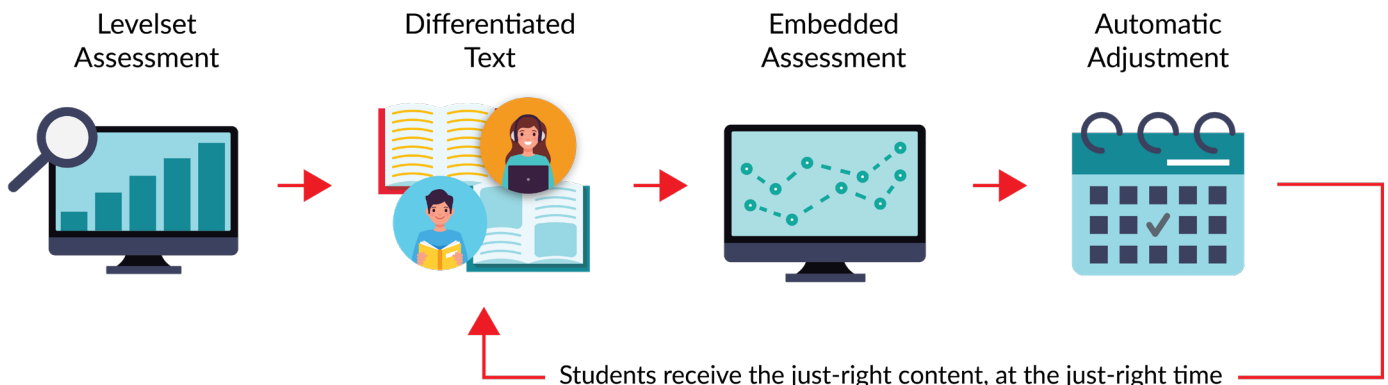 Levelset
Assessment
Differentiated
Text
Embedded
Assessment
Automatic
Adjustment
Students receive the just-right content, at the just-right time